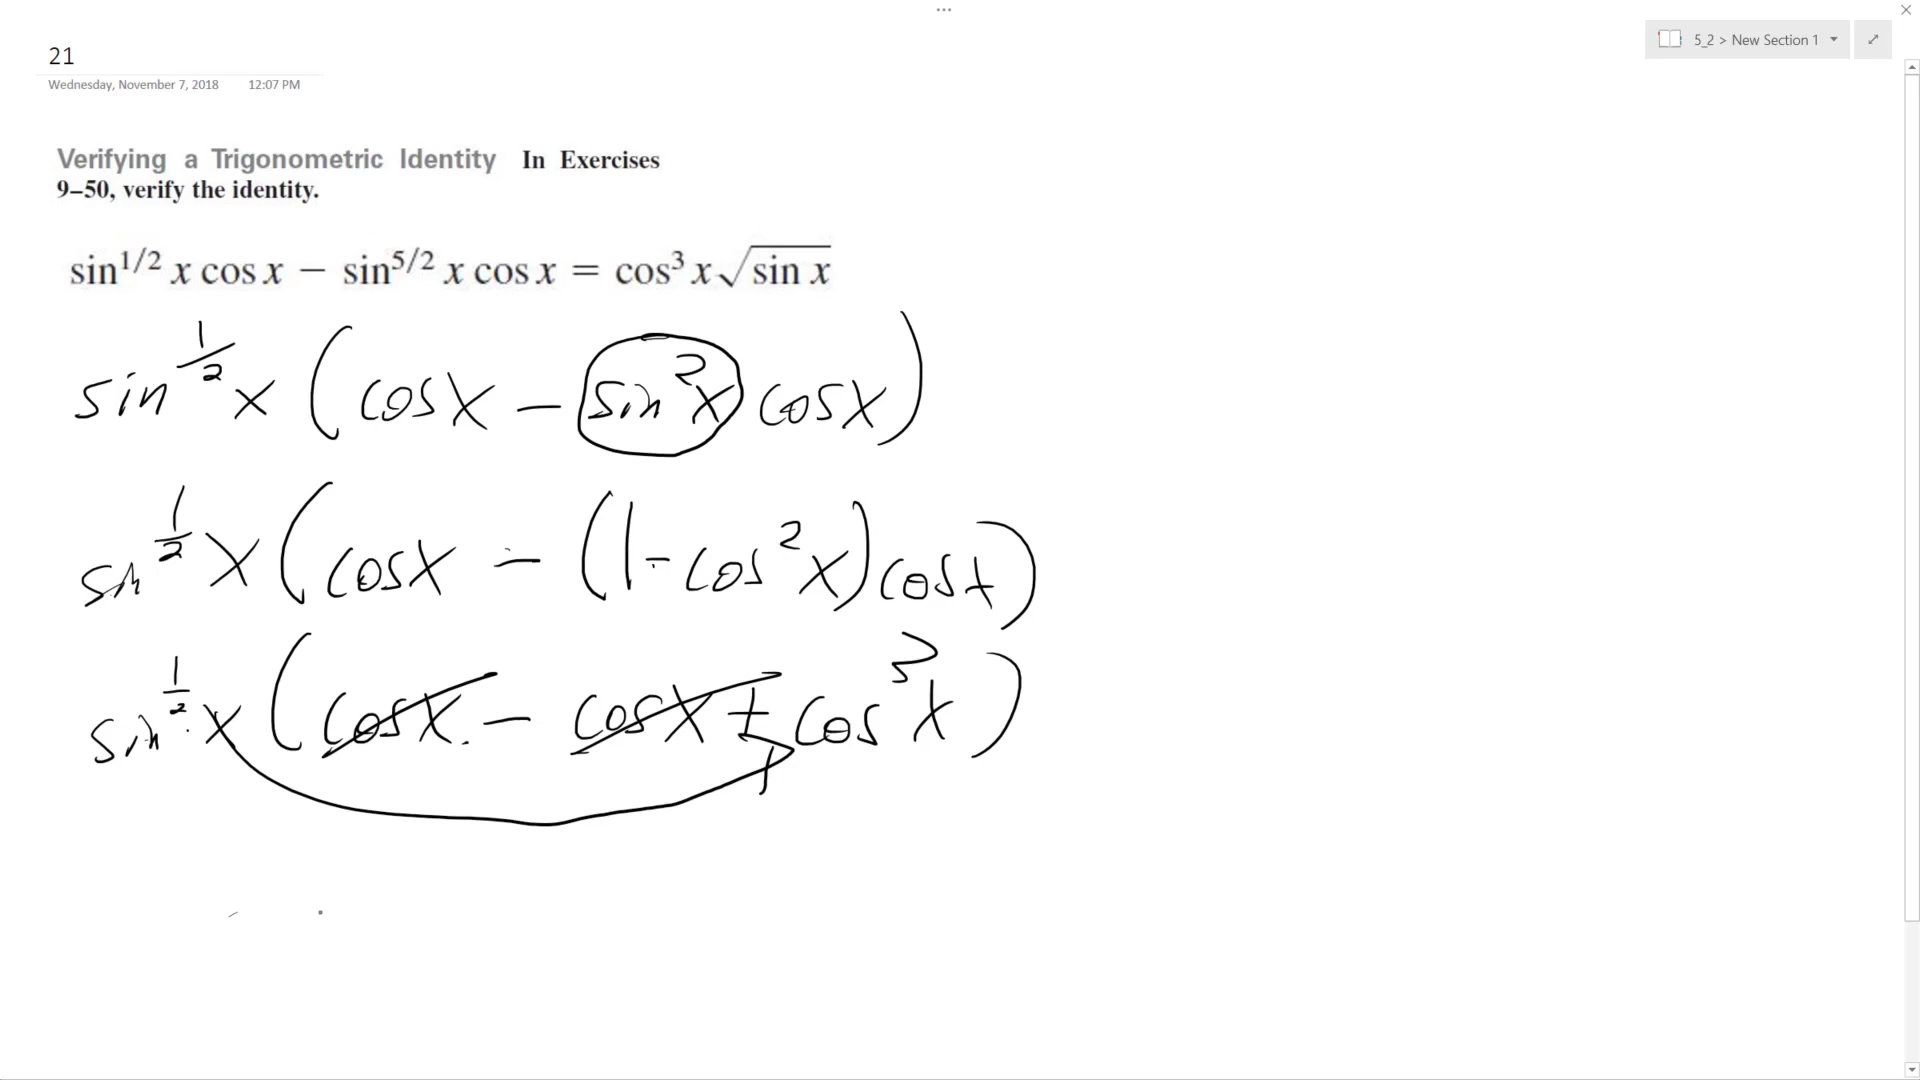 5_2 > New Section 1
21
Wednesday, November 7, 2018 12:07 PM
Verifying a Trigonometric Identity In Exercises
9–50, verify the identity.
sin^{1/2} x cos x − sin^{5/2} x cos x = cos³ x √(sin x)
sin^{1/2} x (cos x − sin² x cos x)
sin^{1/2} x (cos x − (1 − cos² x) cos x)
sin^{1/2} x (cos x − cos x + cos³ x)